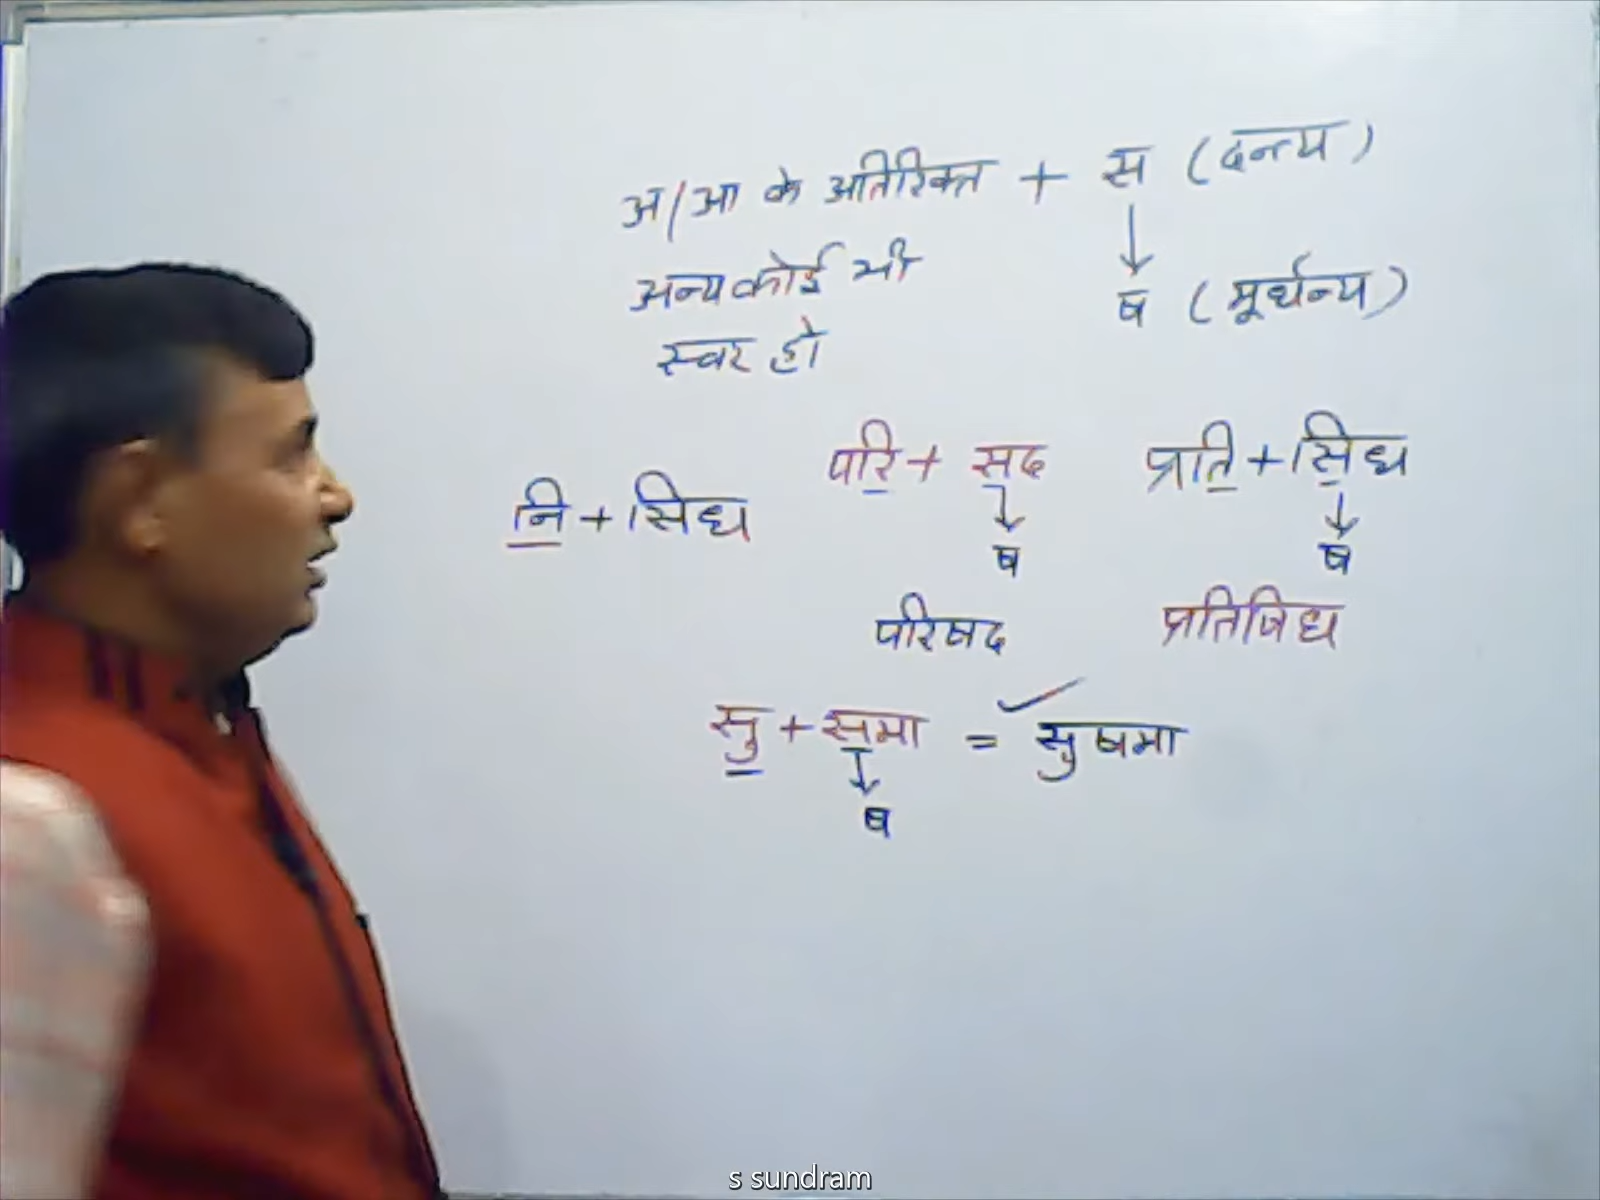 अ/आ के अतिरिक्त + स (दन्त्य)
↓
अन्य कोई भी ष (मूर्धन्य)
स्वर हो
नि + सिध परि + सद प्रति + सिध
↓ ↓
ष ष
परिषद प्रतिषिध
सु + समा = सुषमा
↓
ष
s sundram